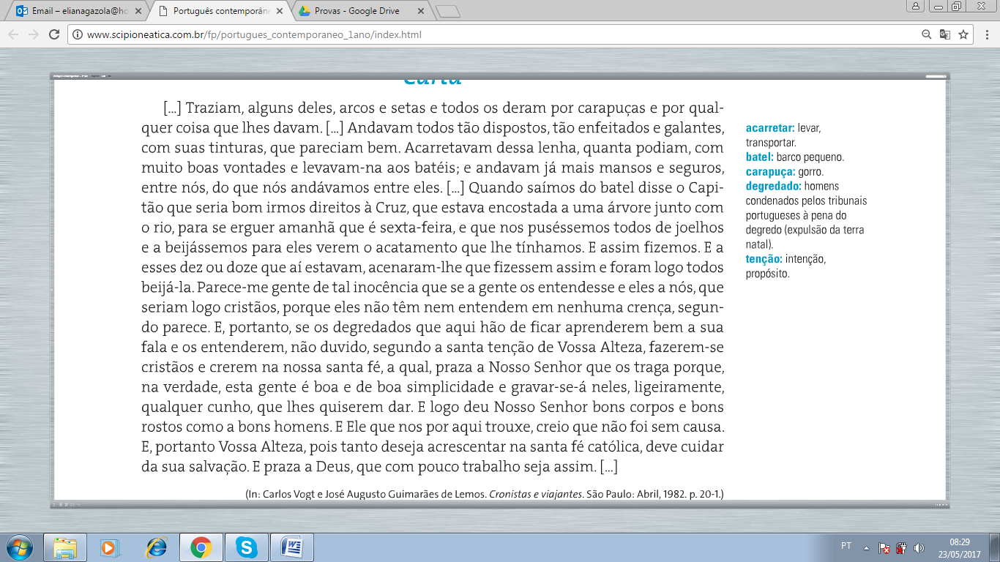 Email – elianagazola@ho
Português contemporâne
Provas - Google Drive
www.scipioneatica.com.br/fp/portugues_contemporaneo_1ano/index.html
Carta
[...] Traziam, alguns deles, arcos e setas e todos os deram por carapuças e por qual-
quer coisa que lhes davam. [...] Andavam todos tão dispostos, tão enfeitados e galantes,
com suas tinturas, que pareciam bem. Acarretavam dessa lenha, quanta podiam, com
muito boas vontades e levavam-na aos batéis; e andavam já mais mansos e seguros,
entre nós, do que nós andávamos entre eles. [...] Quando saímos do batel disse o Capi-
tão que seria bom irmos direitos à Cruz, que estava encostada a uma árvore junto com
o rio, para se erguer amanhã que é sexta-feira, e que nos puséssemos todos de joelhos
e a beijássemos para eles verem o acatamento que lhe tínhamos. E assim fizemos. E a
esses dez ou doze que aí estavam, acenaram-lhe que fizessem assim e foram logo todos
beijá-la. Parece-me gente de tal inocência que se a gente os entendesse e eles a nós, que
seriam logo cristãos, porque eles não têm nem entendem em nenhuma crença, segun-
do parece. E, portanto, se os degredados que aqui hão de ficar aprenderem bem a sua
fala e os entenderem, não duvido, segundo a santa tenção de Vossa Alteza, fazerem-se
cristãos e crerem na nossa santa fé, a qual, praza a Nosso Senhor que os traga porque,
na verdade, esta gente é boa e de boa simplicidade e gravar-se-á neles, ligeiramente,
qualquer cunho, que lhes quiserem dar. E logo deu Nosso Senhor bons corpos e bons
rostos como a bons homens. E Ele que nos por aqui trouxe, creio que não foi sem causa.
E, portanto Vossa Alteza, pois tanto deseja acrescentar na santa fé católica, deve cuidar
da sua salvação. E praza a Deus, que com pouco trabalho seja assim. [...]
(In: Carlos Vogt e José Augusto Guimarães de Lemos. Cronistas e viajantes. São Paulo: Abril, 1982. p. 20-1.)
acarretar: levar,
transportar.
batel: barco pequeno.
carapuça: gorro.
degredado: homens
condenados pelos tribunais
portugueses à pena do
degredo (expulsão da terra
natal).
tenção: intenção,
propósito.
PT
08:29
23/05/2017